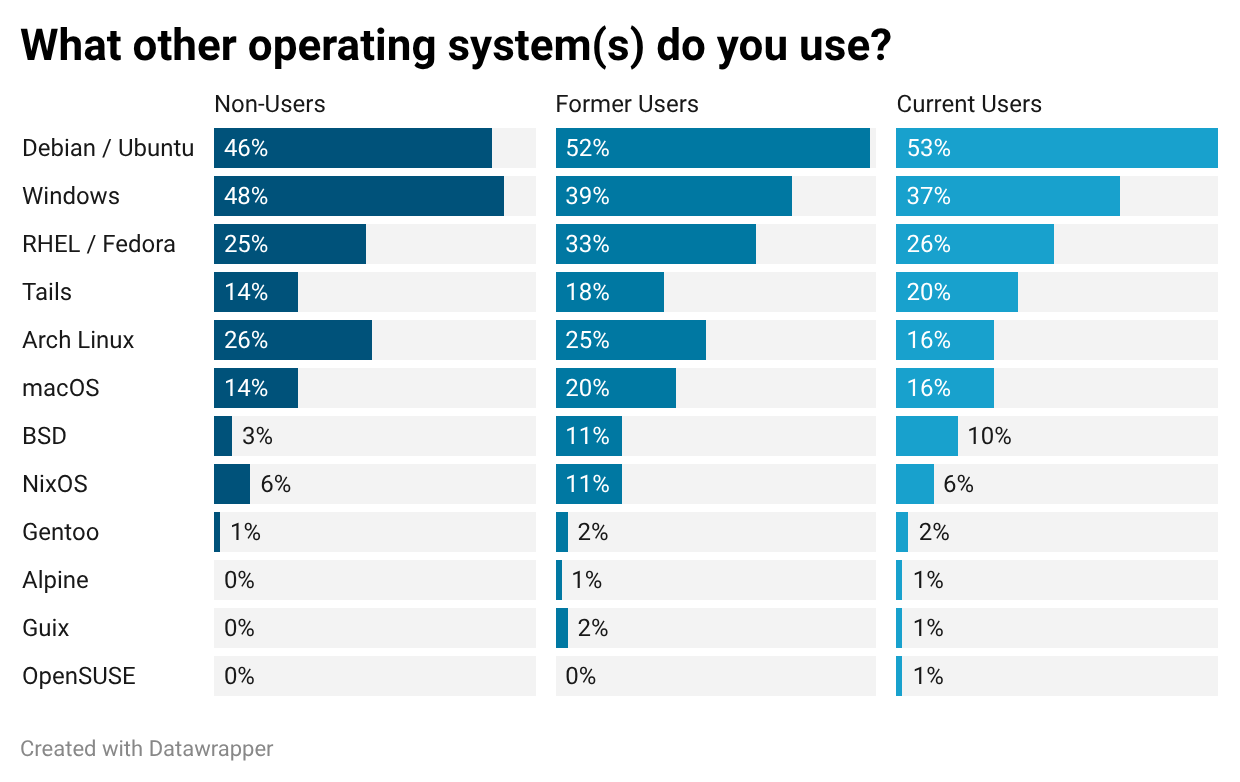 What other operating system(s) do you use?
Non-Users Former Users Current Users
Debian / Ubuntu 46% 52% 53%
Windows 48% 39% 37%
RHEL / Fedora 25% 33% 26%
Tails 14% 18% 20%
Arch Linux 26% 25% 16%
macOS 14% 20% 16%
BSD 3% 11% 10%
NixOS 6% 11% 6%
Gentoo 1% 2% 2%
Alpine 0% 1% 1%
Guix 0% 2% 1%
OpenSUSE 0% 0% 1%
Created with Datawrapper